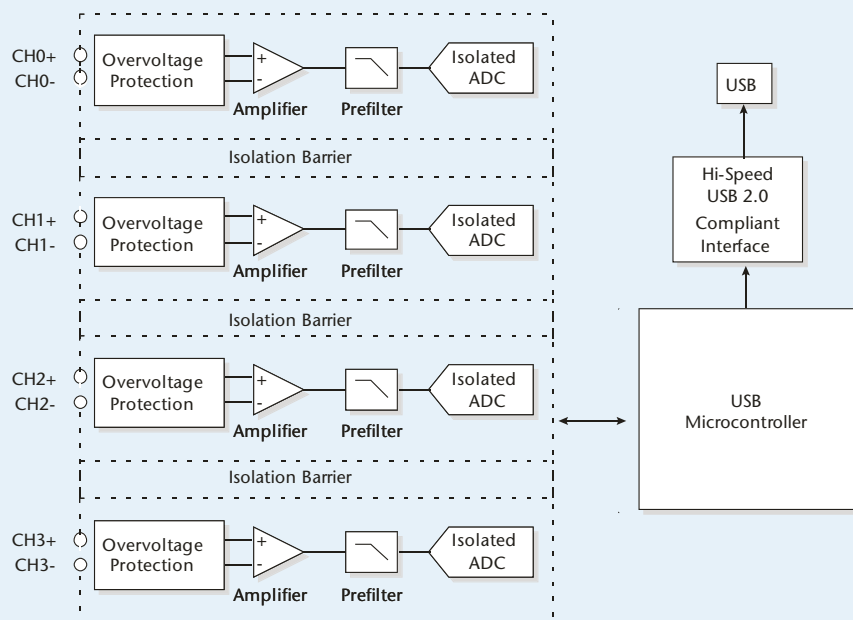 CH0+
CH0-
Overvoltage
Protection
+
-
Amplifier
Prefilter
Isolated
ADC
Isolation Barrier
CH1+
CH1-
Overvoltage
Protection
+
-
Amplifier
Prefilter
Isolated
ADC
Isolation Barrier
CH2+
CH2-
Overvoltage
Protection
+
-
Amplifier
Prefilter
Isolated
ADC
Isolation Barrier
CH3+
CH3-
Overvoltage
Protection
+
-
Amplifier
Prefilter
Isolated
ADC
USB
Hi-Speed
USB 2.0
Compliant
Interface
USB
Microcontroller